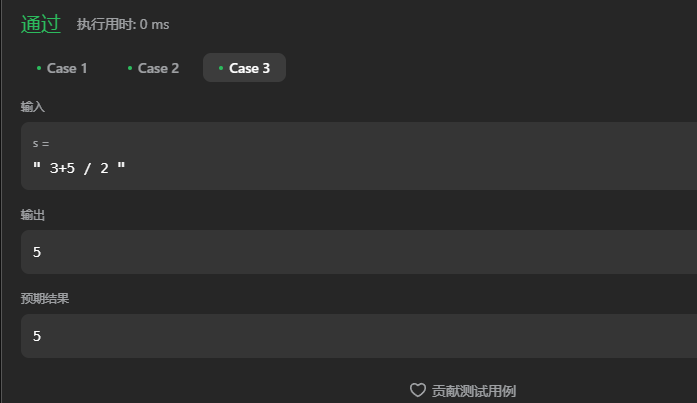 通过 执行用时: 0 ms
Case 1 Case 2 Case 3
输入
s =
" 3+5 / 2 "
输出
5
预期结果
5
贡献测试用例